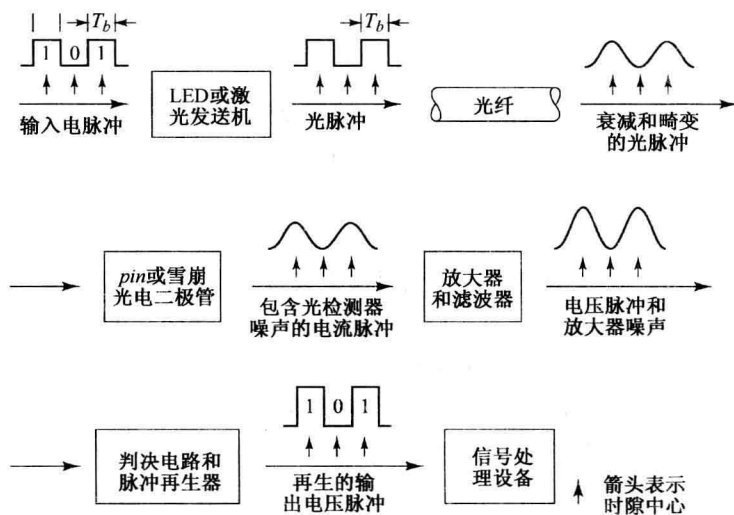 T_b
T_b
1 0 1
输入电脉冲
LED或激
光发送机
光脉冲
光纤
衰减和畸变
的光脉冲
pin或雪崩
光电二极管
包含光检测器
噪声的电流脉冲
放大器
和滤波器
电压脉冲和
放大器噪声
判决电路和
脉冲再生器
1 0 1
再生的输
出电压脉冲
信号处
理设备
箭头表示
时隙中心